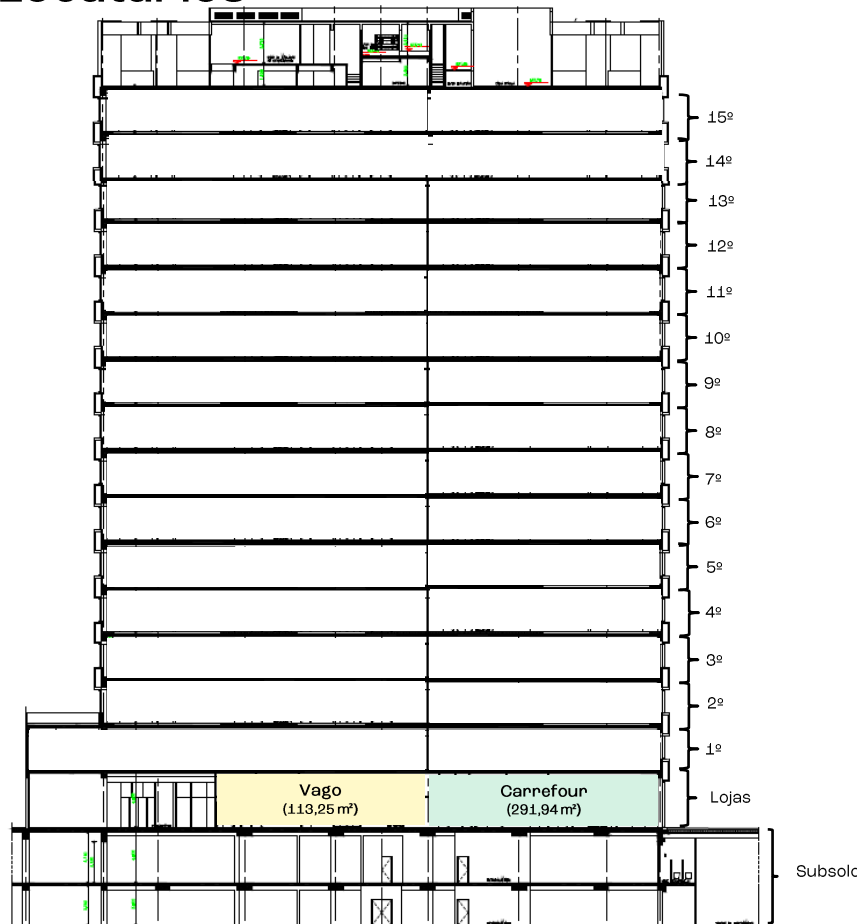 15º
14º
13º
12º
11º
10º
9º
8º
7º
6º
5º
4º
3º
2º
1º
Vago
(113,25 m²)
Carrefour
(291,94 m²)
Lojas
Subsolo